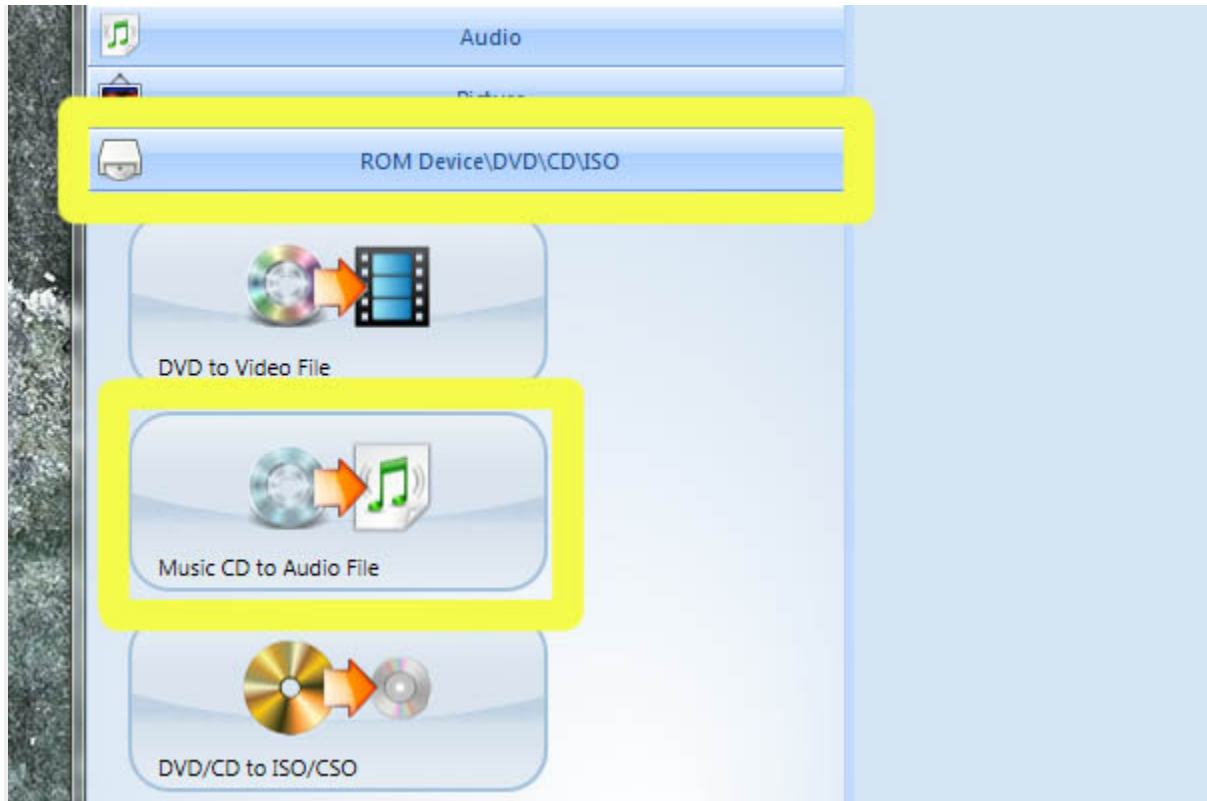 Audio
Picture
ROM Device\DVD\CD\ISO
DVD to Video File
Music CD to Audio File
DVD/CD to ISO/CSO